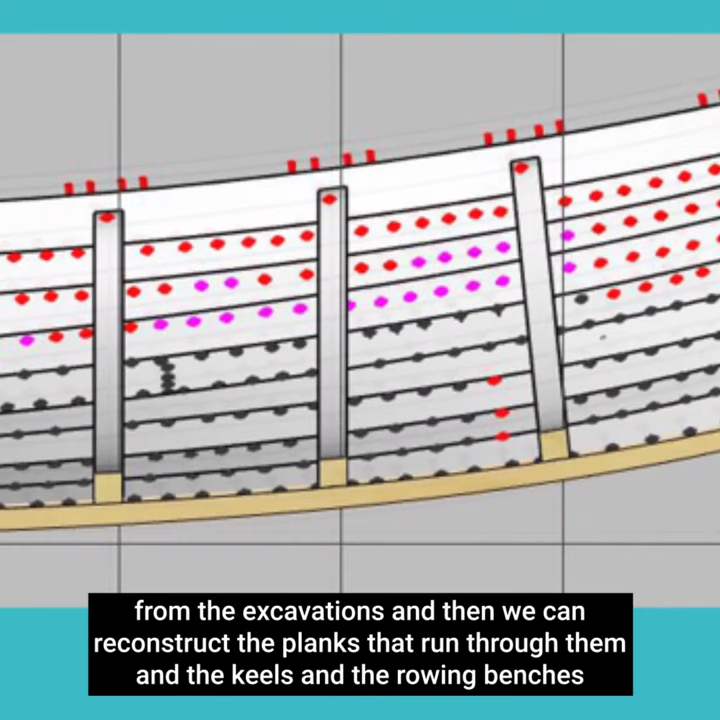 from the excavations and then we can
reconstruct the planks that run through them
and the keels and the rowing benches